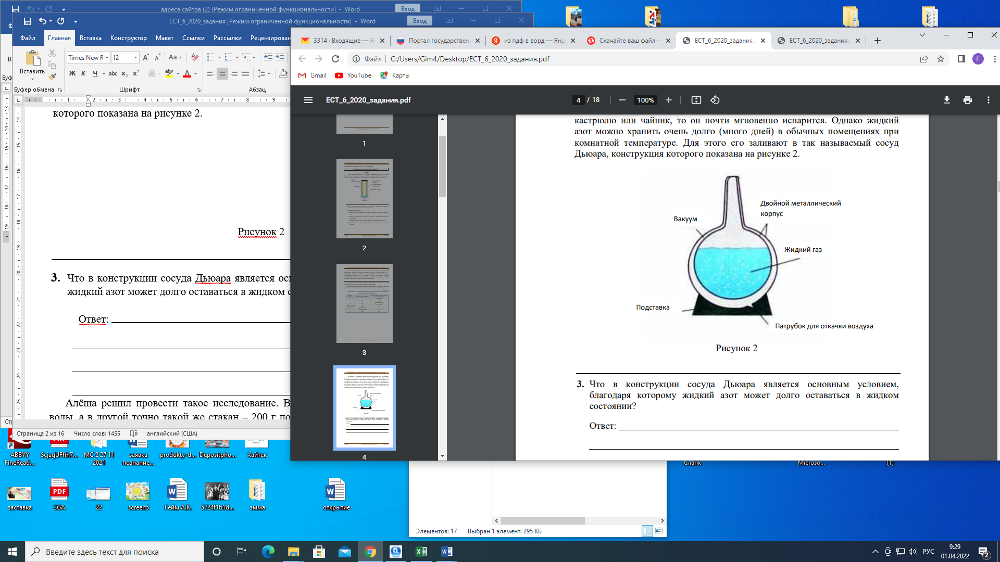 адреса сайтов (2) [Режим ограниченной функциональности] - Word
Вход
ЕСТ_6_2020_задания [Режим ограниченной функциональности] - Word
Вход
Файл Главная Вставка Конструктор Макет Ссылки Рассылки Рецензирован
Times New R 12
Aa
Вставить
Ж К Ч abc x₂ x²
Буфер обмена Шрифт Абзац
которого показана на рисунке 2.
Рисунок 2
3. Что в конструкции сосуда Дьюара является
жидкий азот может долго оставаться в жидком
Ответ:
Алёша решил провести такое исследование. В
воды, а в другой точно такой же стакан – 200 г
Страница 2 из 16 Число слов: 1455 английский (США)
3314 · Входящие — Портал государствен из пдф в ворд — Янд Скачайте ваш файл — ЕСТ_6_2020_задания. ЕСТ_6_2020_задания.
Файл C:/Users/Gim4/Desktop/ЕСТ_6_2020_задания.pdf
Г
Gmail YouTube Карты
ЕСТ_6_2020_задания.pdf 4 / 18 100%
1
2
3
4
кастрюлю или чайник, то он почти мгновенно испарится. Однако жидкий
азот можно хранить очень долго (много дней) в обычных помещениях при
комнатной температуре. Для этого его заливают в так называемый сосуд
Дьюара, конструкция которого показана на рисунке 2.
Двойной металлический
корпус
Вакуум
Жидкий газ
Подставка
Патрубок для откачки воздуха
Рисунок 2
3. Что в конструкции сосуда Дьюара является основным условием,
благодаря которому жидкий азот может долго оставаться в жидком
состоянии?
Ответ:
ABBYY
FineRead...
ScjagUFhh7...
МС 2 27 11
2021
заявка
познание...
produkty-d...
Depositpho...
Хайтек
бланк
Microso...
(1)
заставка
PDF
3GA
22
screen5
Гейм А.К.
5724f1b1d...
эмма
открытие
Элементов: 17 Выбран 1 элемент: 295 КБ
Введите здесь текст для поиска
РУС
9:29
01.04.2022
2